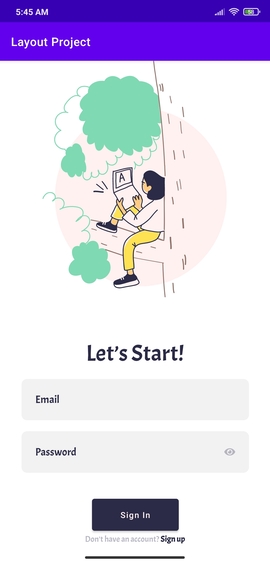 5:45 AM
Layout Project
A
Let's Start!
Email
Password
Sign In
Don't have an account? Sign up